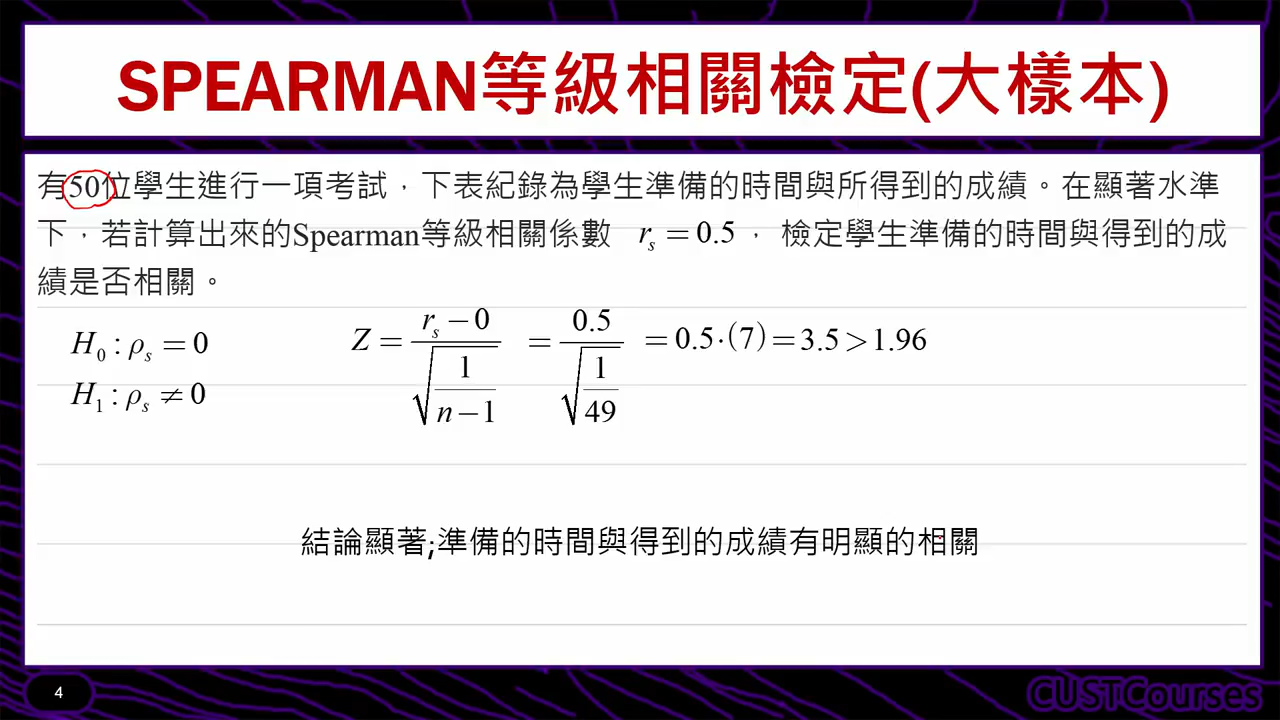 SPEARMAN等級相關檢定(大樣本)
有50位學生進行一項考試，下表紀錄為學生準備的時間與所得到的成績。在顯著水準
下，若計算出來的Spearman等級相關係數 r_s = 0.5 ， 檢定學生準備的時間與得到的成
績是否相關。
H_0 : ρ_s = 0
H_1 : ρ_s ≠ 0
Z = (r_s − 0) / √(1/(n−1)) = 0.5 / √(1/49) = 0.5·(7) = 3.5 > 1.96
結論顯著;準備的時間與得到的成績有明顯的相關
4
CUSTCourses